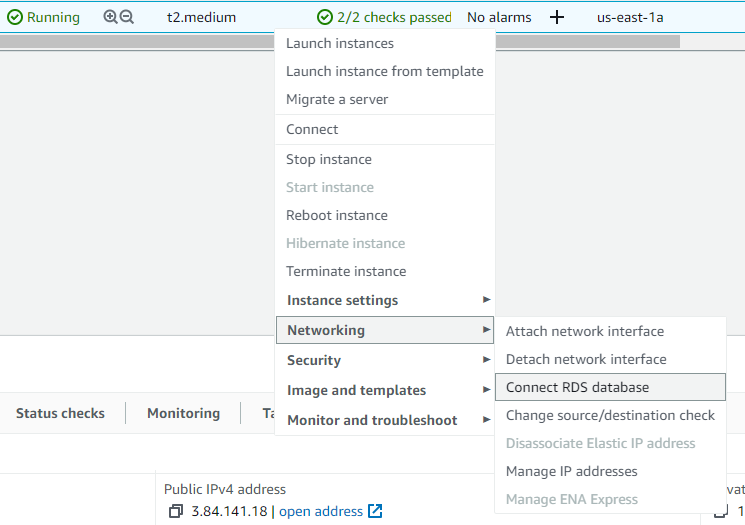 Running t2.medium 2/2 checks passed No alarms + us-east-1a
Launch instances
Launch instance from template
Migrate a server
Connect
Stop instance
Start instance
Reboot instance
Hibernate instance
Terminate instance
Instance settings
Networking
Security
Image and templates
Monitor and troubleshoot
Attach network interface
Detach network interface
Connect RDS database
Change source/destination check
Disassociate Elastic IP address
Manage IP addresses
Manage ENA Express
Status checks Monitoring
Public IPv4 address
3.84.141.18 | open address